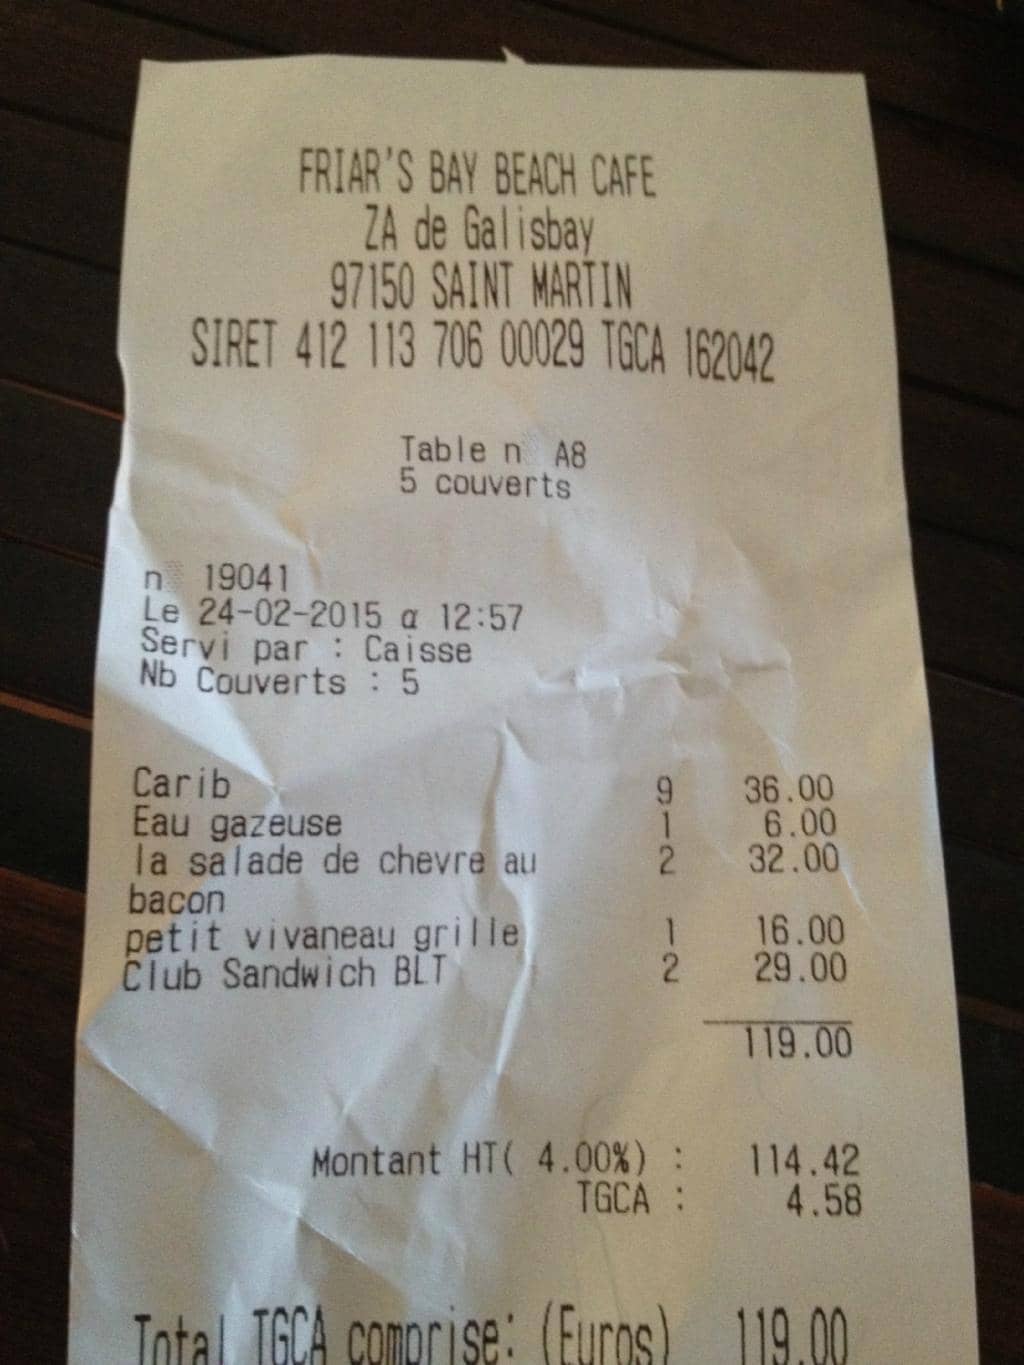 FRIAR'S BAY BEACH CAFE
ZA de Galisbay
97150 SAINT MARTIN
SIRET 412 113 706 00029 TGCA 162042
Table n A8
5 couverts
n 19041
Le 24-02-2015 a 12:57
Servi par : Caisse
Nb Couverts : 5
Carib 9 36.00
Eau gazeuse 1 6.00
la salade de chevre au 2 32.00
bacon
petit vivaneau grille 1 16.00
Club Sandwich BLT 2 29.00
119.00
Montant HT( 4.00%) : 114.42
TGCA : 4.58
Total TGCA comprise: (Euros) 119.00